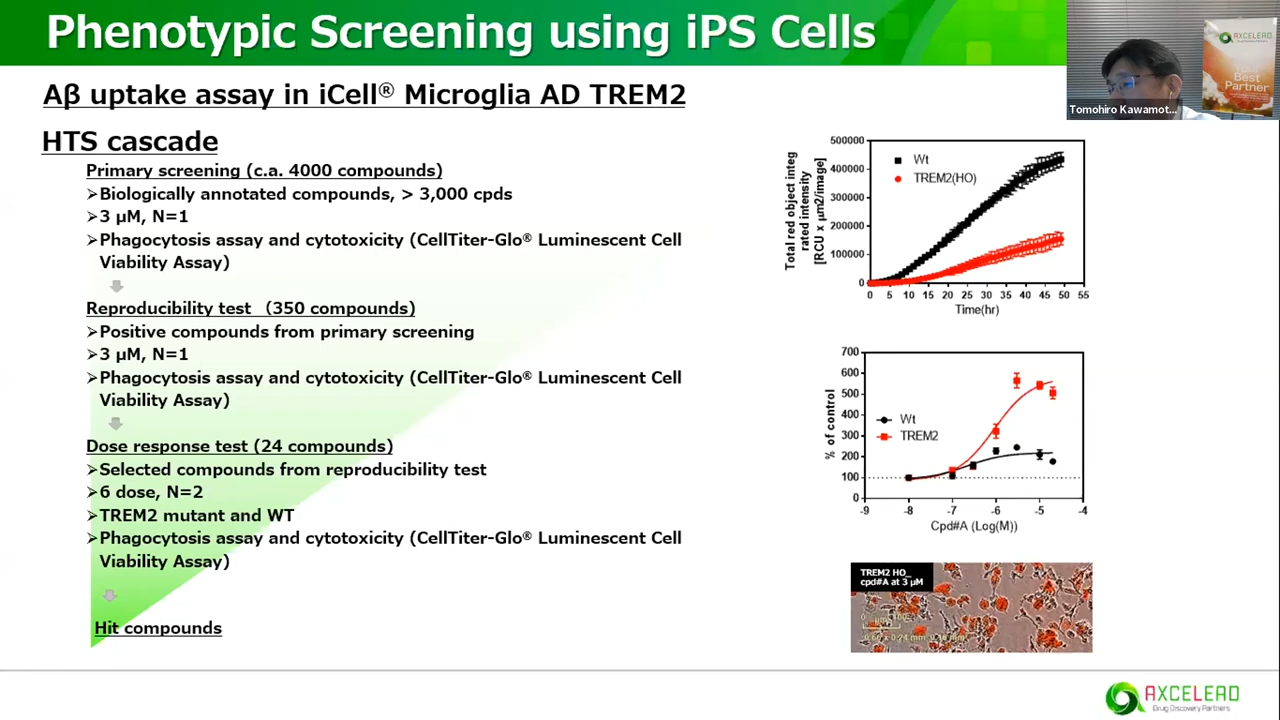 Phenotypic Screening using iPS Cells
AXCELEAD
Best
Partner
Tomohiro Kawamot...
Aβ uptake assay in iCell® Microglia AD TREM2
HTS cascade
Primary screening (c.a. 4000 compounds)
➢Biologically annotated compounds, > 3,000 cpds
➢3 μM, N=1
➢Phagocytosis assay and cytotoxicity (CellTiter-Glo® Luminescent Cell
Viability Assay)
Reproducibility test （350 compounds)
➢Positive compounds from primary screening
➢3 μM, N=1
➢Phagocytosis assay and cytotoxicity (CellTiter-Glo® Luminescent Cell
Viability Assay)
Dose response test (24 compounds)
➢Selected compounds from reproducibility test
➢6 dose, N=2
➢TREM2 mutant and WT
➢Phagocytosis assay and cytotoxicity (CellTiter-Glo® Luminescent Cell
Viability Assay)
Hit compounds
Total red object integ
rated intensity
[RCU x μm2/image]
500000
400000
300000
200000
100000
0
Wt
TREM2(HO)
0 5 10 15 20 25 30 35 40 45 50 55
Time(hr)
% of control
700
600
500
400
300
200
100
0
Wt
TREM2
-9 -8 -7 -6 -5 -4
Cpd#A (Log(M))
TREM2 HO_
cpd#A at 3 μM
AXCELEAD
Drug Discovery Partners